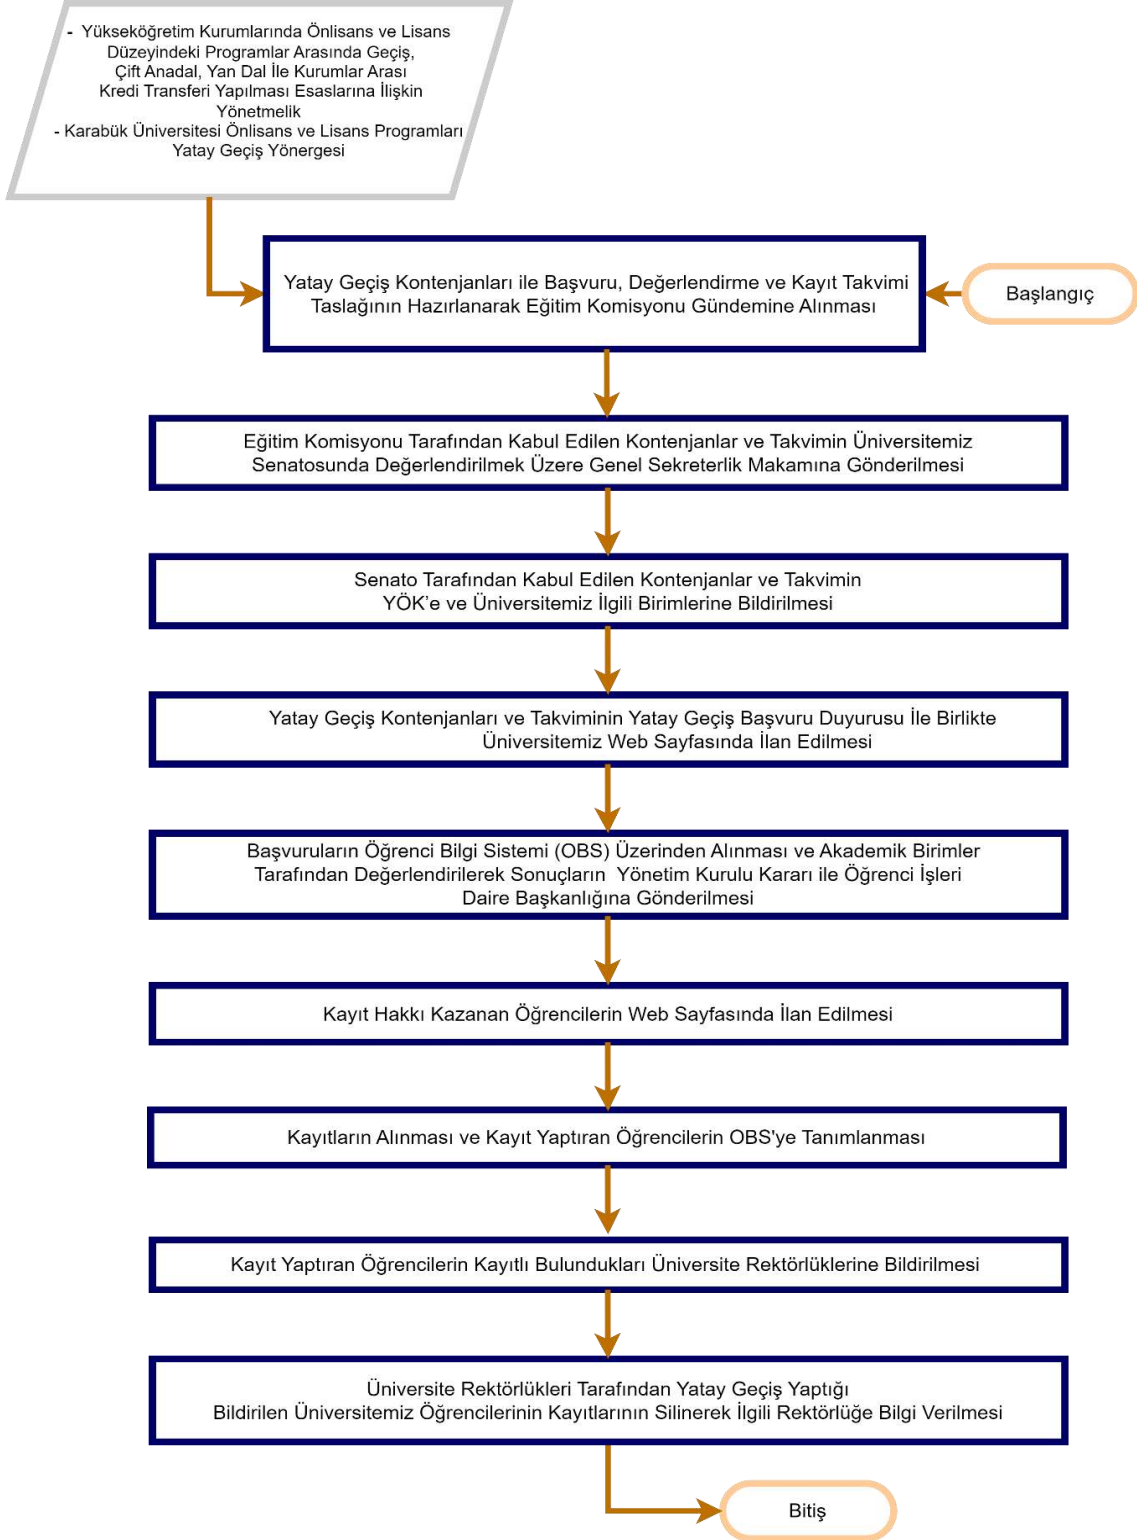 - Yükseköğretim Kurumlarında Önlisans ve Lisans
Düzeyindeki Programlar Arasında Geçiş,
Çift Anadal, Yan Dal İle Kurumlar Arası
Kredi Transferi Yapılması Esaslarına İlişkin
Yönetmelik
- Karabük Üniversitesi Önlisans ve Lisans Programları
Yatay Geçiş Yönergesi
Yatay Geçiş Kontenjanları ile Başvuru, Değerlendirme ve Kayıt Takvimi
Taslağının Hazırlanarak Eğitim Komisyonu Gündemine Alınması
Başlangıç
Eğitim Komisyonu Tarafından Kabul Edilen Kontenjanlar ve Takvimin Üniversitemiz
Senatosunda Değerlendirilmek Üzere Genel Sekreterlik Makamına Gönderilmesi
Senato Tarafından Kabul Edilen Kontenjanlar ve Takvimin
YÖK’e ve Üniversitemiz İlgili Birimlerine Bildirilmesi
Yatay Geçiş Kontenjanları ve Takviminin Yatay Geçiş Başvuru Duyurusu İle Birlikte
Üniversitemiz Web Sayfasında İlan Edilmesi
Başvuruların Öğrenci Bilgi Sistemi (OBS) Üzerinden Alınması ve Akademik Birimler
Tarafından Değerlendirilerek Sonuçların Yönetim Kurulu Kararı ile Öğrenci İşleri
Daire Başkanlığına Gönderilmesi
Kayıt Hakkı Kazanan Öğrencilerin Web Sayfasında İlan Edilmesi
Kayıtların Alınması ve Kayıt Yaptıran Öğrencilerin OBS'ye Tanımlanması
Kayıt Yaptıran Öğrencilerin Kayıtlı Bulundukları Üniversite Rektörlüklerine Bildirilmesi
Üniversite Rektörlükleri Tarafından Yatay Geçiş Yaptığı
Bildirilen Üniversitemiz Öğrencilerinin Kayıtlarının Silinerek İlgili Rektörlüğe Bilgi Verilmesi
Bitiş